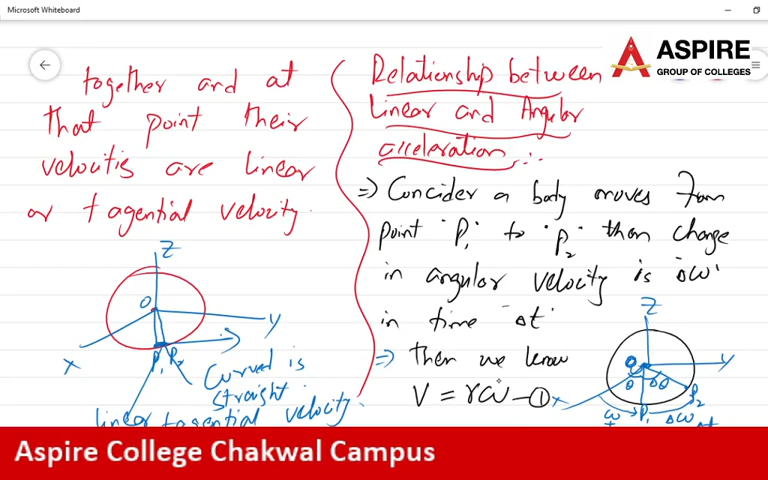 Microsoft Whiteboard
ASPIRE
GROUP OF COLLEGES
together and at
that point their
velocitis are linear
or tagential velocity.
Z
O
Y
X
P1 P2
Curved is
straight
linear tagential velocity.
Relationship between
linear and Angular
acceleration
=> Concider a body moves from
point "P1" to "P2" then change
in angular velocity is Δω'
in time Δt'
=> then we know
V = rω - ①
Z
O
Y
X
θ Δθ
P2
P1
Δω
Aspire College Chakwal Campus